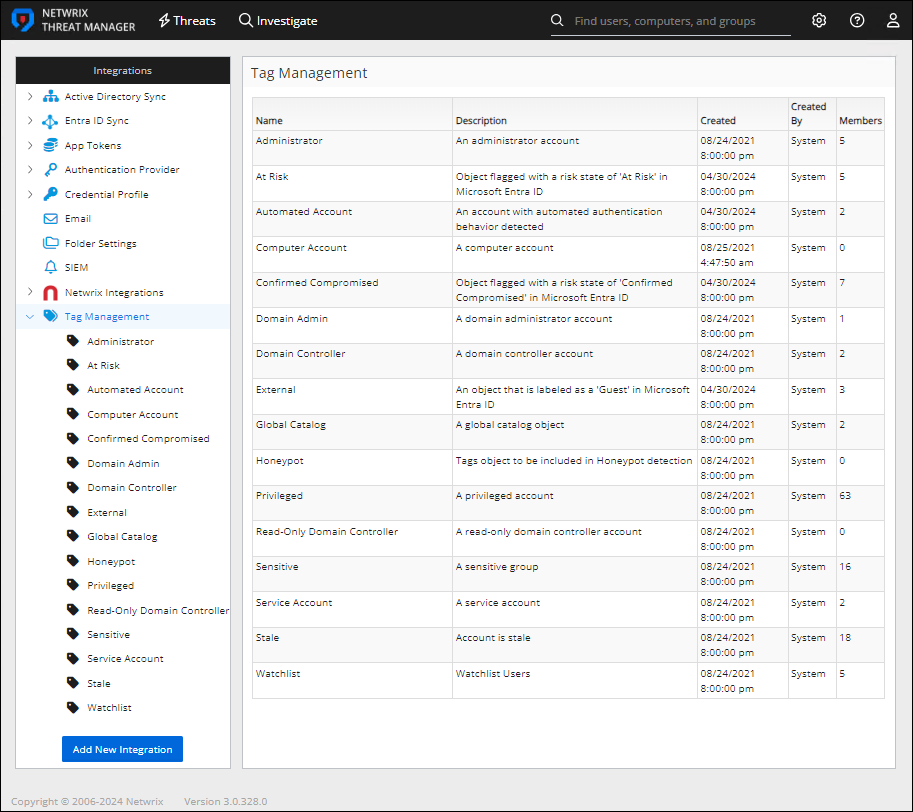 NETWRIX
THREAT MANAGER
Threats
Investigate
Find users, computers, and groups
Integrations
Active Directory Sync
Entra ID Sync
App Tokens
Authentication Provider
Credential Profile
Email
Folder Settings
SIEM
Netwrix Integrations
Tag Management
Administrator
At Risk
Automated Account
Computer Account
Confirmed Compromised
Domain Admin
Domain Controller
External
Global Catalog
Honeypot
Privileged
Read-Only Domain Controller
Sensitive
Service Account
Stale
Watchlist
Add New Integration
Tag Management
Name Description Created Created By Members
Administrator An administrator account 08/24/2021 System 5
8:00:00 pm
At Risk Object flagged with a risk state of 'At Risk' in 04/30/2024 System 5
Microsoft Entra ID 8:00:00 pm
Automated Account An account with automated authentication 04/30/2024 System 2
behavior detected 8:00:00 pm
Computer Account A computer account 08/25/2021 System 0
4:47:50 am
Confirmed Compromised Object flagged with a risk state of 'Confirmed 04/30/2024 System 7
Compromised' in Microsoft Entra ID 8:00:00 pm
Domain Admin A domain administrator account 08/24/2021 System 1
8:00:00 pm
Domain Controller A domain controller account 08/24/2021 System 2
8:00:00 pm
External An object that is labeled as a 'Guest' in Microsoft 04/30/2024 System 3
Entra ID 8:00:00 pm
Global Catalog A global catalog object 08/24/2021 System 2
8:00:00 pm
Honeypot Tags object to be included in Honeypot detection 08/24/2021 System 0
8:00:00 pm
Privileged A privileged account 08/24/2021 System 63
8:00:00 pm
Read-Only Domain Controller A read-only domain controller account 08/24/2021 System 0
8:00:00 pm
Sensitive A sensitive group 08/24/2021 System 16
8:00:00 pm
Service Account A service account 08/24/2021 System 2
8:00:00 pm
Stale Account is stale 08/24/2021 System 18
8:00:00 pm
Watchlist Watchlist Users 08/24/2021 System 5
8:00:00 pm
Copyright © 2006-2024 Netwrix Version 3.0.328.0